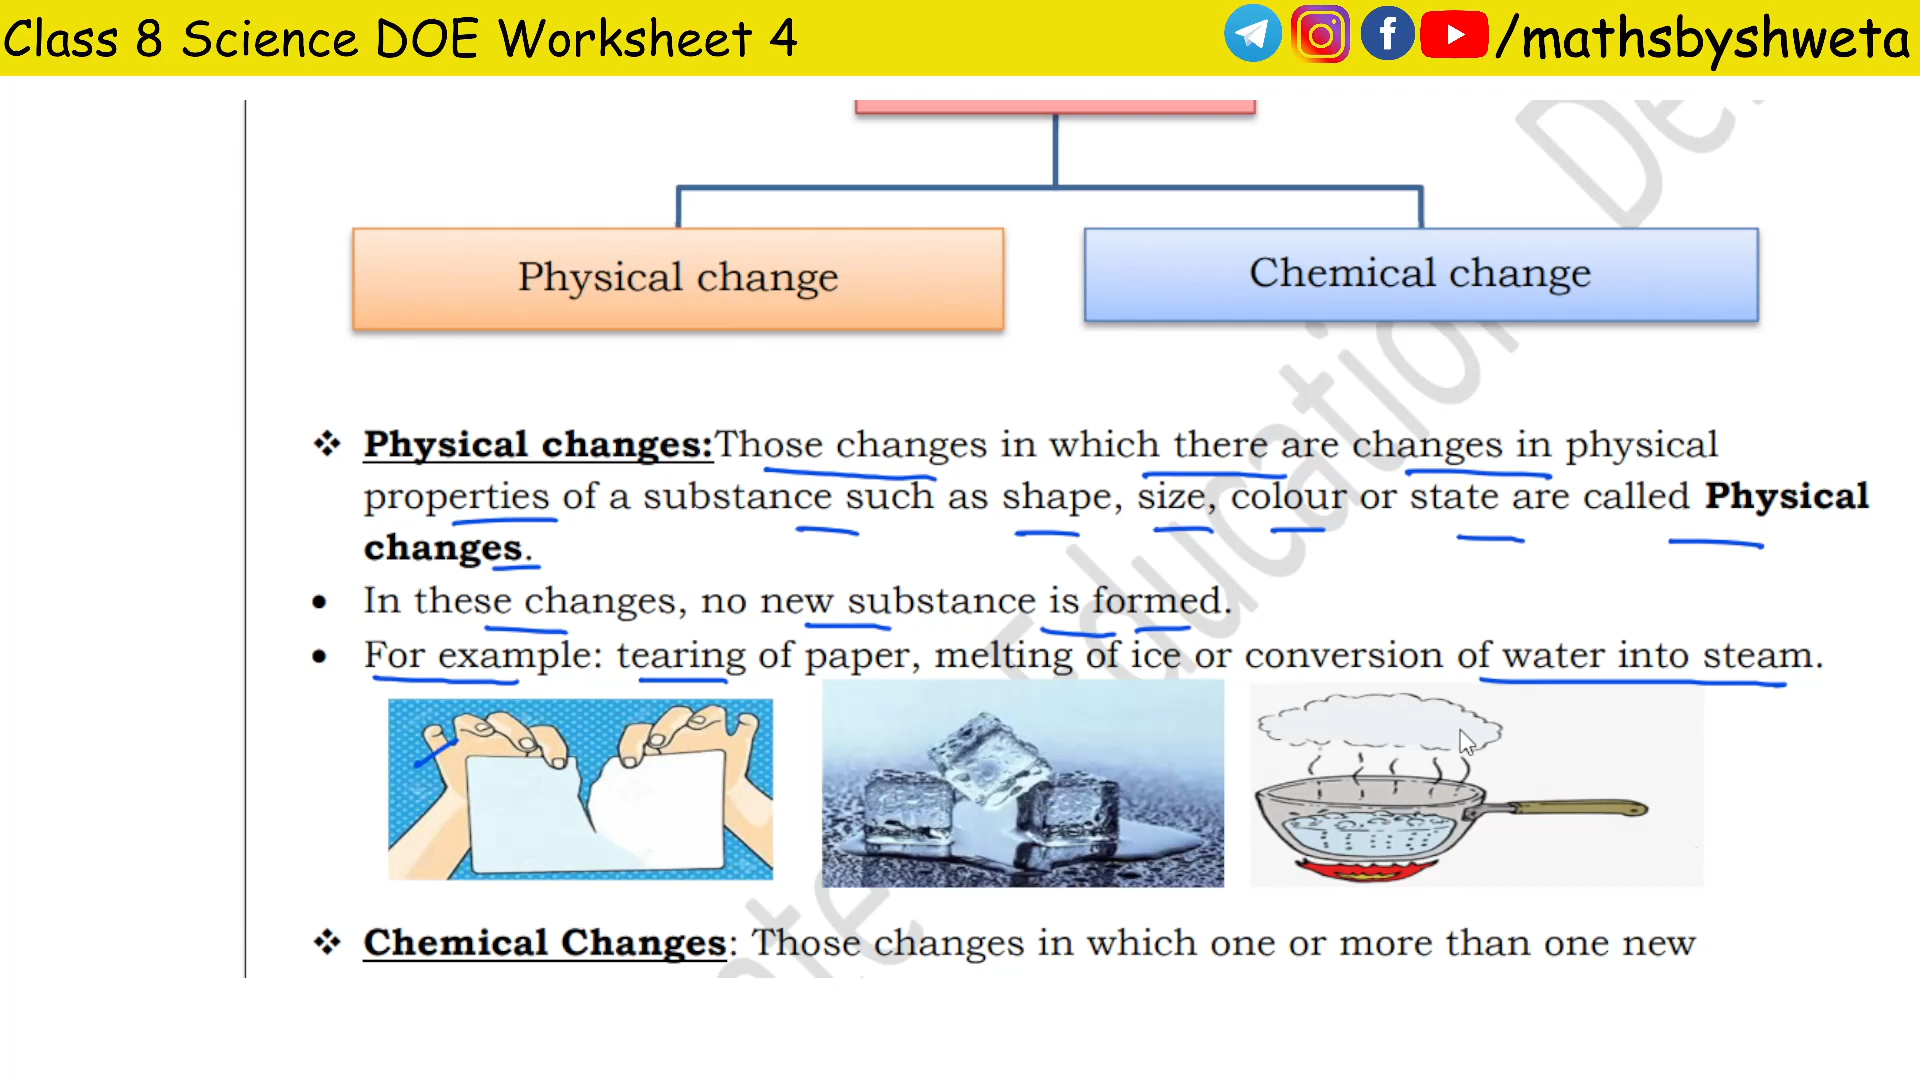 Class 8 Science DOE Worksheet 4
/mathsbyshweta
Physical change
Chemical change
❖ Physical changes:Those changes in which there are changes in physical
properties of a substance such as shape, size, colour or state are called Physical
changes.
• In these changes, no new substance is formed.
• For example: tearing of paper, melting of ice or conversion of water into steam.
❖ Chemical Changes: Those changes in which one or more than one new
Education